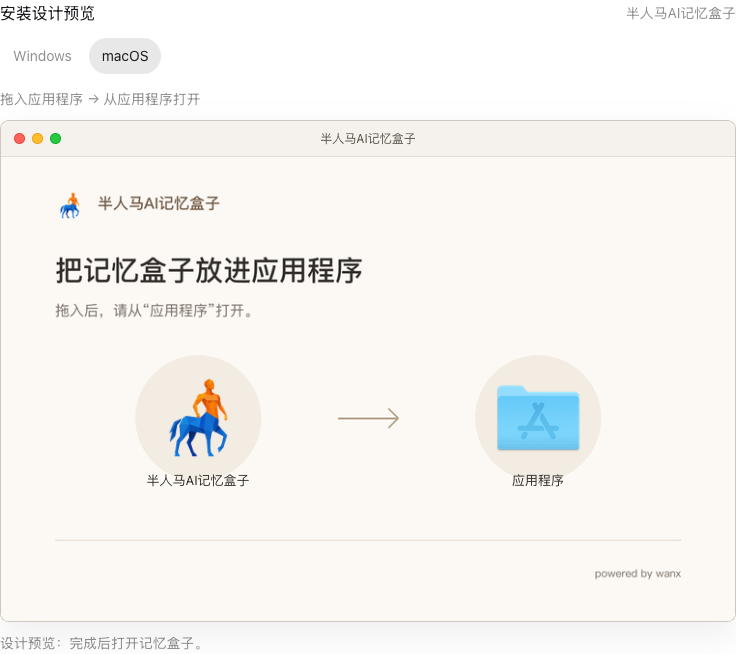 安装设计预览
半人马AI记忆盒子
Windows
macOS
拖入应用程序 → 从应用程序打开
半人马AI记忆盒子
半人马AI记忆盒子
把记忆盒子放进应用程序
拖入后，请从“应用程序”打开。
半人马AI记忆盒子
应用程序
powered by wanx
设计预览：完成后打开记忆盒子。